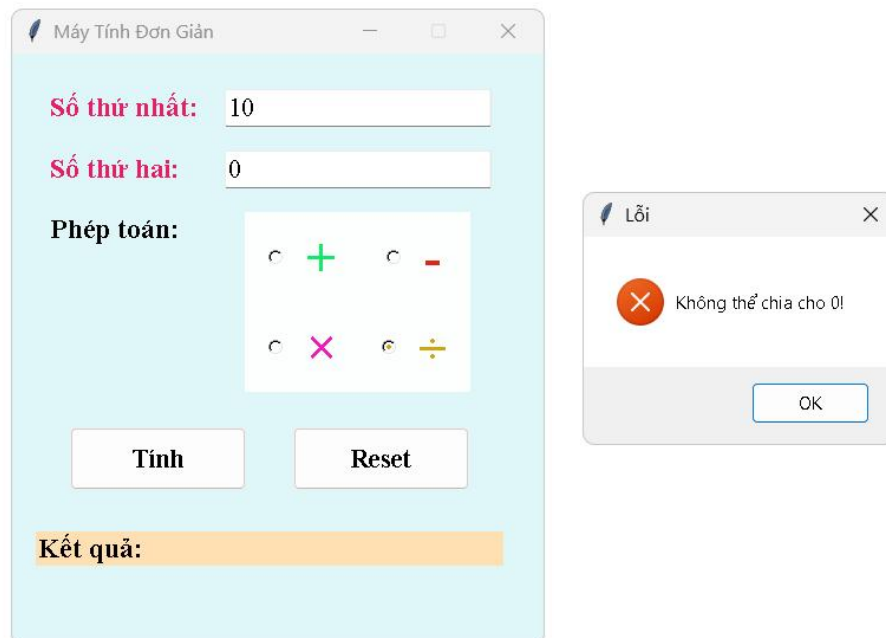 Máy Tính Đơn Giản
Số thứ nhất: 10
Số thứ hai: 0
Phép toán:
+ -
× ÷
Tính Reset
Kết quả:
Lỗi
Không thể chia cho 0!
OK